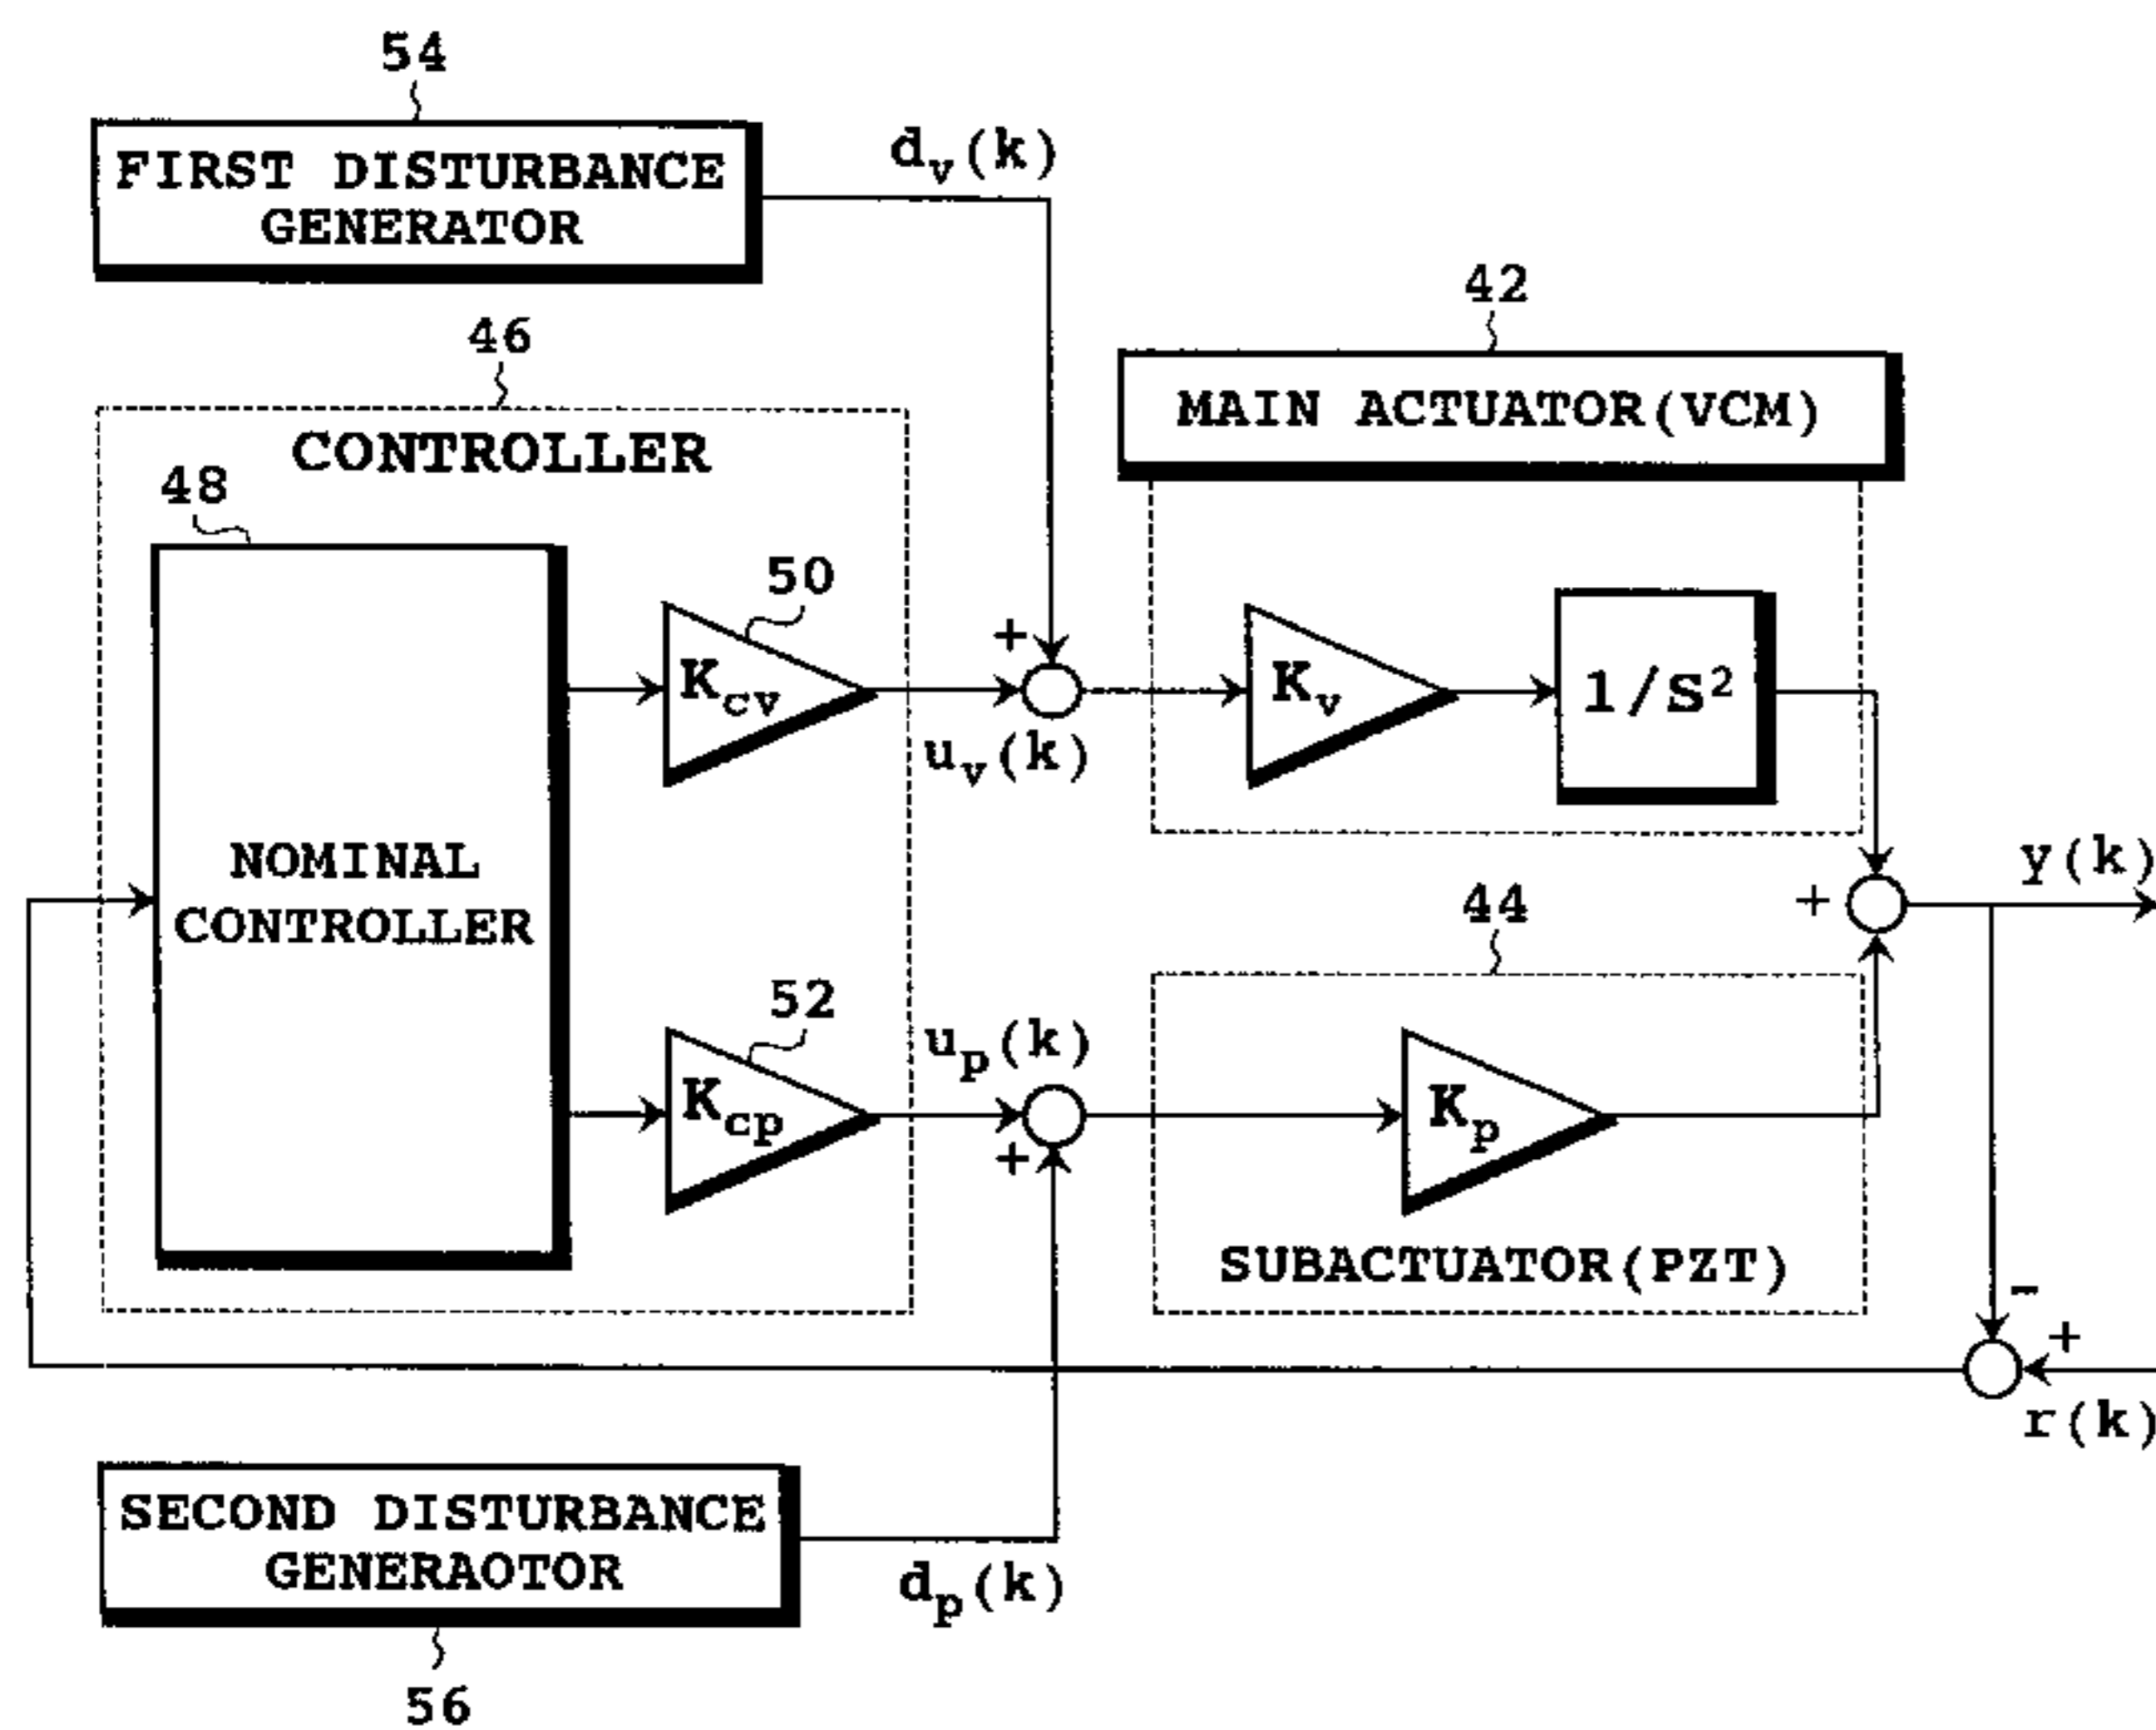 54
FIRST DISTURBANCE
GENERATOR
dv(k)
42
MAIN ACTUATOR(VCM)
46
CONTROLLER
48
50
Kcv
+
uv(k)
Kv
1/S²
NOMINAL
CONTROLLER
y(k)
+
44
52
Kcp
up(k)
+
Kp
SUBACTUATOR(PZT)
-
+
r(k)
SECOND DISTURBANCE
GENERAOTOR
dp(k)
56